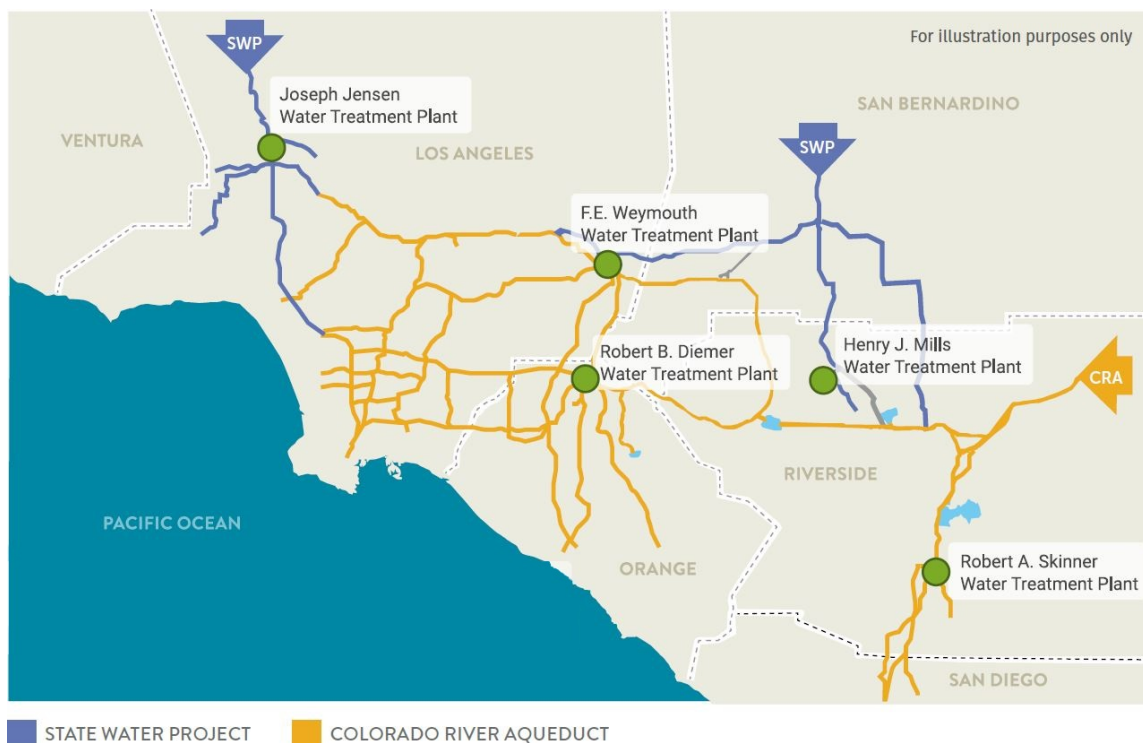 SWP
For illustration purposes only
Joseph Jensen
Water Treatment Plant
SAN BERNARDINO
VENTURA
LOS ANGELES
SWP
F.E. Weymouth
Water Treatment Plant
Robert B. Diemer
Water Treatment Plant
Henry J. Mills
Water Treatment Plant
CRA
RIVERSIDE
PACIFIC OCEAN
ORANGE
Robert A. Skinner
Water Treatment Plant
SAN DIEGO
STATE WATER PROJECT
COLORADO RIVER AQUEDUCT